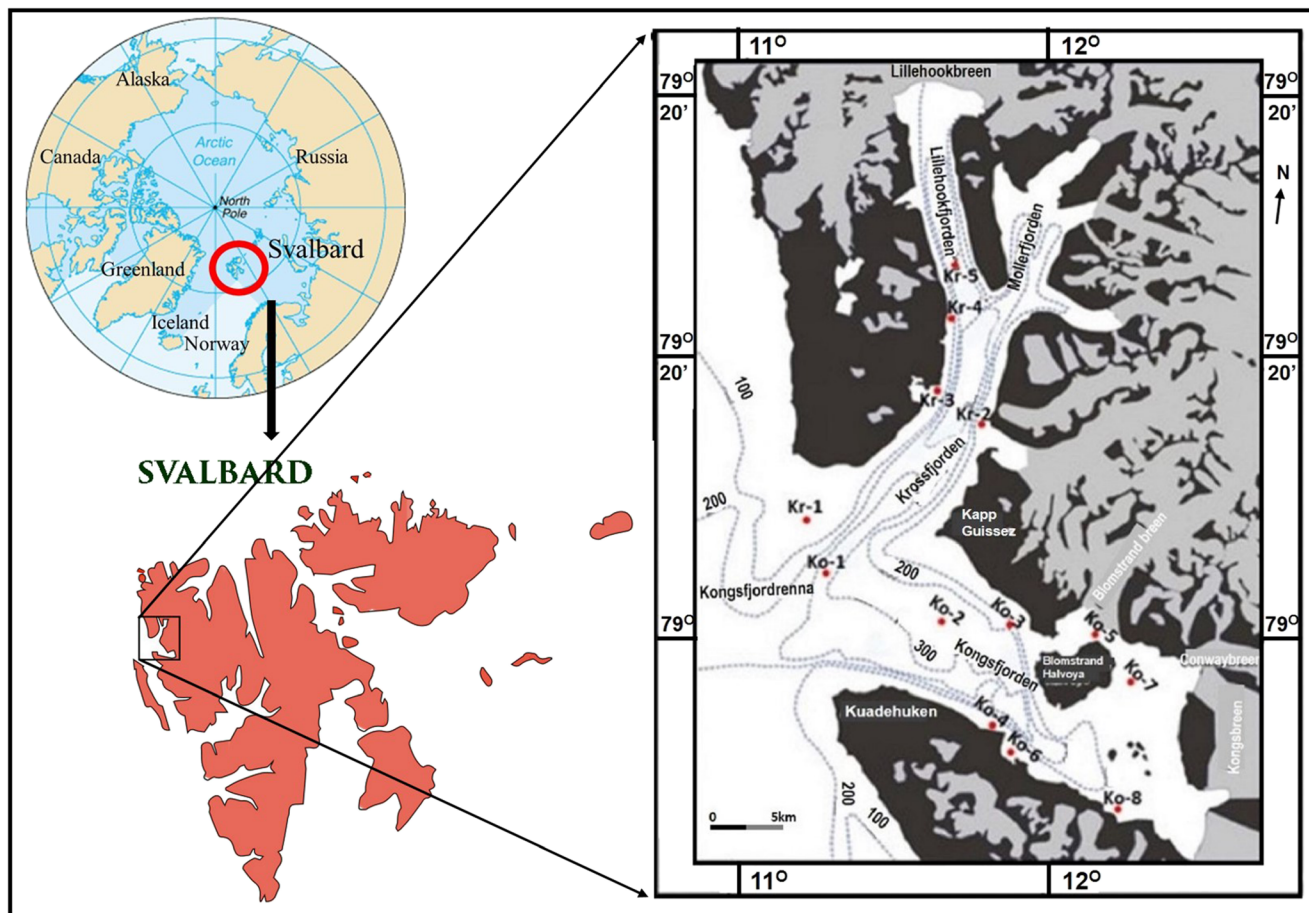 Alaska
Arctic
Ocean
Canada
Russia
North
Pole
Svalbard
Greenland
Iceland
Norway
SVALBARD
11° 12°
Lillehookbreen
79°
20’
79°
20’
N
Lillehookfjorden
Mollerfjorden
Kr-5
Kr-4
79°
20’
79°
20’
100
Kr-3
Kr-2
Krossfjorden
200
Kr-1
Kapp
Guissez
Ko-1
200
Kongsfjordrenna
Blomstrand breen
Ko-2
Ko-3
Ko-5
79°
79°
300
Kongsfjorden
Blomstrand
Halvoya
Conwaybreen
Ko-7
Kuadehuken
Ko-4
Ko-6
Kongsbreen
200
100
Ko-8
0 5km
11° 12°